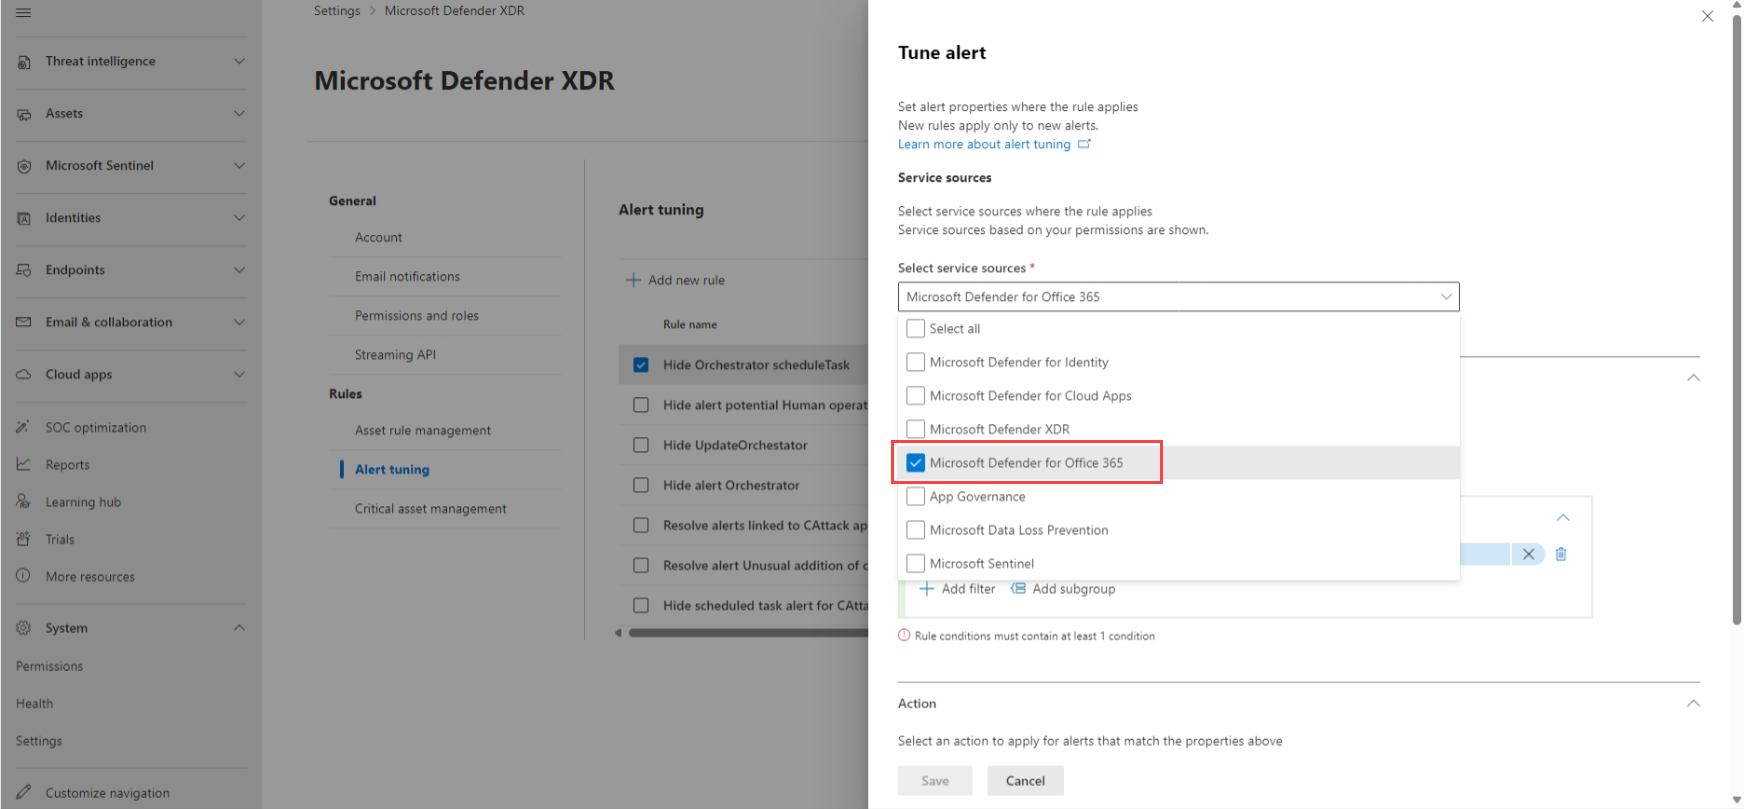 Settings > Microsoft Defender XDR
Threat intelligence
Assets
Microsoft Sentinel
Identities
Endpoints
Email & collaboration
Cloud apps
SOC optimization
Reports
Learning hub
Trials
More resources
System
Permissions
Health
Settings
Customize navigation
Microsoft Defender XDR
General
Account
Email notifications
Permissions and roles
Streaming API
Rules
Asset rule management
Alert tuning
Critical asset management
Alert tuning
Add new rule
Rule name
Hide Orchestrator scheduleTask
Hide alert potential Human operat
Hide UpdateOrchestator
Hide alert Orchestrator
Resolve alerts linked to CAttack ap
Resolve alert Unusual addition of c
Hide scheduled task alert for CAtta
Tune alert
Set alert properties where the rule applies
New rules apply only to new alerts.
Learn more about alert tuning
Service sources
Select service sources where the rule applies
Service sources based on your permissions are shown.
Select service sources *
Microsoft Defender for Office 365
Select all
Microsoft Defender for Identity
Microsoft Defender for Cloud Apps
Microsoft Defender XDR
Microsoft Defender for Office 365
App Governance
Microsoft Data Loss Prevention
Microsoft Sentinel
Add filter Add subgroup
Rule conditions must contain at least 1 condition
Action
Select an action to apply for alerts that match the properties above
Save Cancel